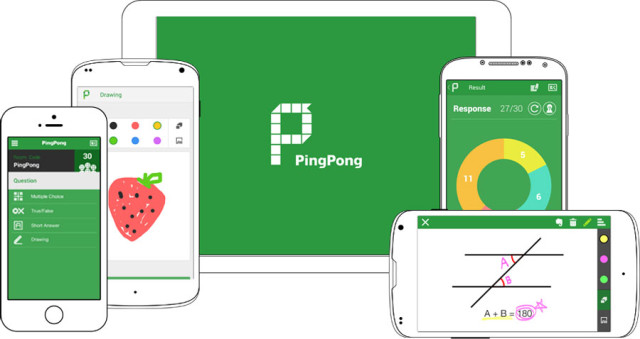 PingPong
PingPong
30
PingPong
Question
Multiple Choice
True/False
Short Answer
Drawing
Drawing
Result
Response 27/30
5
11
6
A
B
A + B = 180